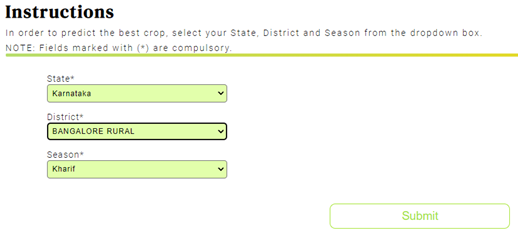 Instructions
In order to predict the best crop, select your State, District and Season from the dropdown box.
NOTE: Fields marked with (*) are compulsory.
State*
Karnataka
District*
BANGALORE RURAL
Season*
Kharif
Submit